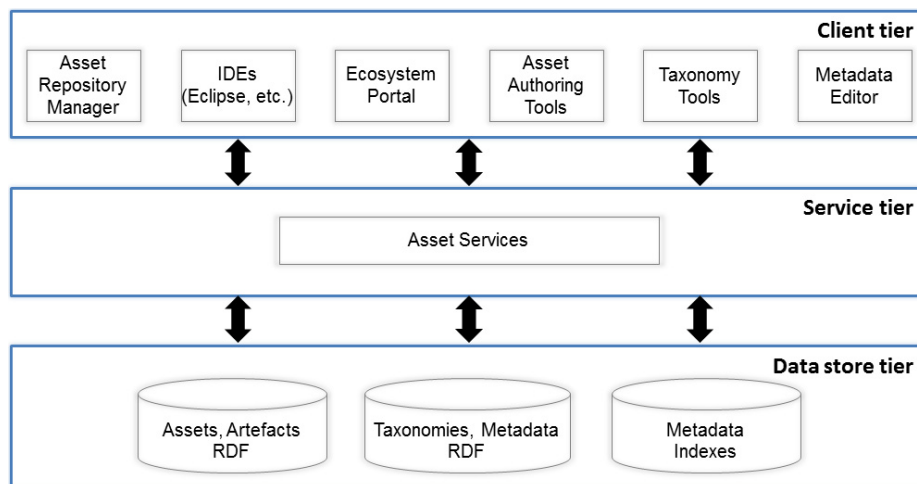 Client tier
Asset
Repository
Manager
IDEs
(Eclipse, etc.)
Ecosystem
Portal
Asset
Authoring
Tools
Taxonomy
Tools
Metadata
Editor
Service tier
Asset Services
Data store tier
Assets, Artefacts
RDF
Taxonomies, Metadata
RDF
Metadata
Indexes